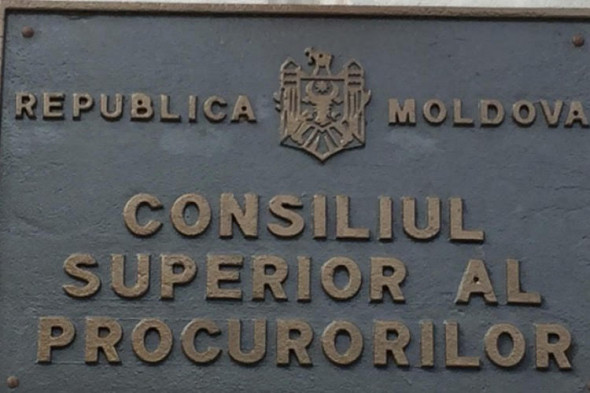 REPUBLICA MOLDOVA
CONSILIUL
SUPERIOR AL
PROCURORILOR